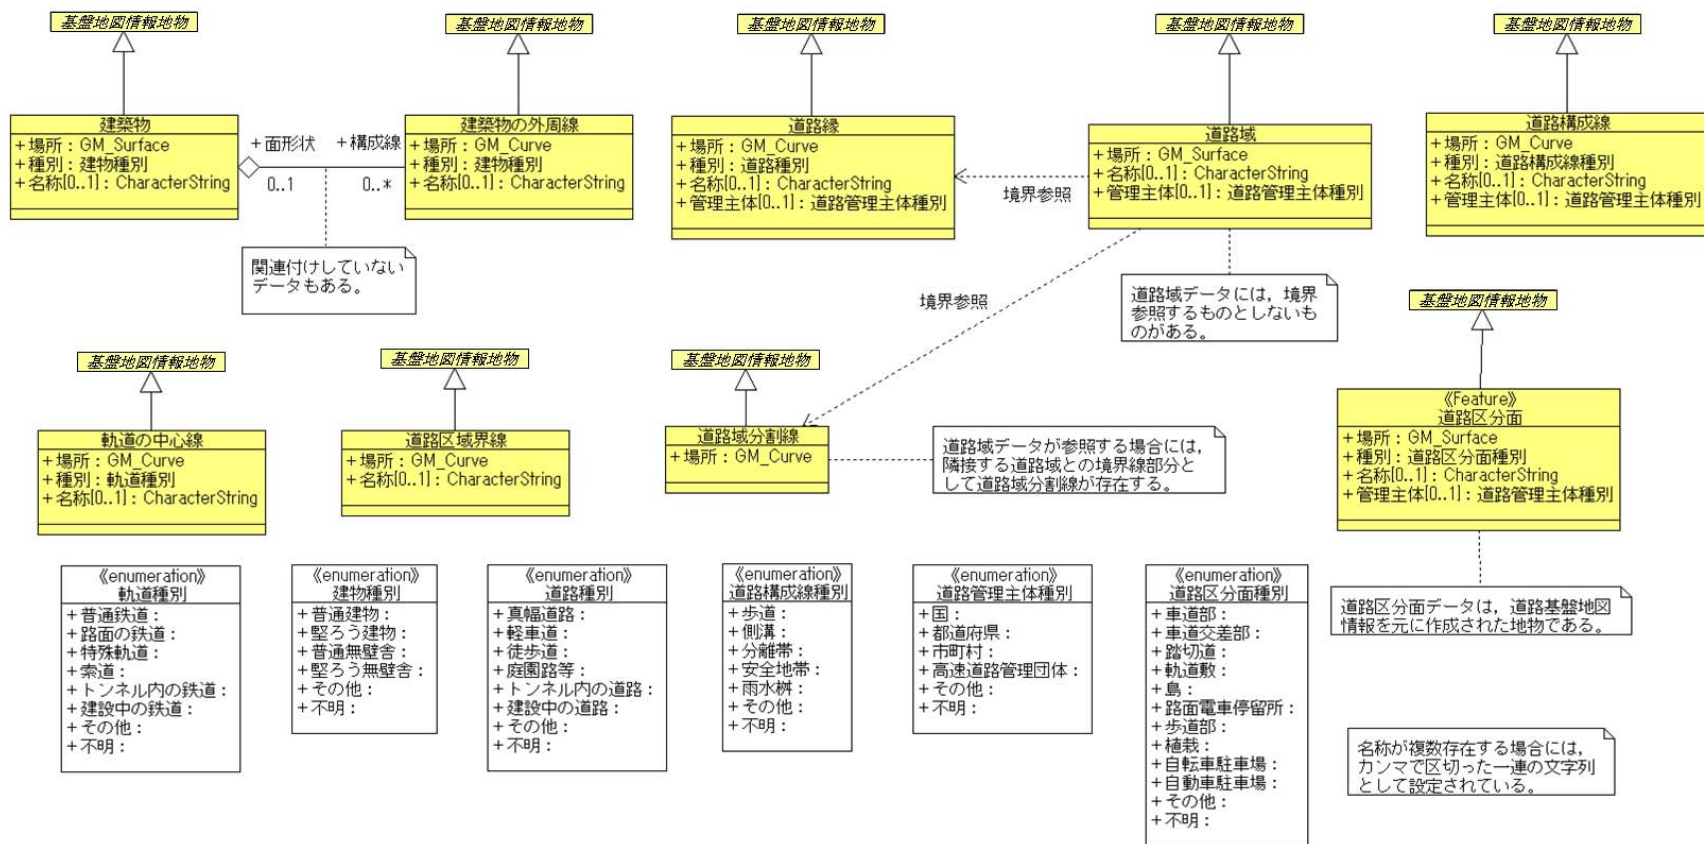 基盤地図情報地物
建築物
+場所：GM_Surface
+種別：建物種別
+名称[0..1]：CharacterString
+面形状
+構成線
0..1
0..*
関連付けしていない
データもある。
基盤地図情報地物
建築物の外周線
+場所：GM_Curve
+種別：建物種別
+名称[0..1]：CharacterString
基盤地図情報地物
道路縁
+場所：GM_Curve
+種別：道路種別
+名称[0..1]：CharacterString
+管理主体[0..1]：道路管理主体種別
境界参照
基盤地図情報地物
道路域
+場所：GM_Surface
+名称[0..1]：CharacterString
+管理主体[0..1]：道路管理主体種別
境界参照
道路域データには，境界
参照するものとしないも
のがある。
基盤地図情報地物
道路構成線
+場所：GM_Curve
+種別：道路構成線種別
+名称[0..1]：CharacterString
+管理主体[0..1]：道路管理主体種別
基盤地図情報地物
軌道の中心線
+場所：GM_Curve
+種別：軌道種別
+名称[0..1]：CharacterString
基盤地図情報地物
道路区域界線
+場所：GM_Curve
+名称[0..1]：CharacterString
基盤地図情報地物
道路域分割線
+場所：GM_Curve
道路域データが参照する場合には，
隣接する道路域との境界線部分と
して道路域分割線が存在する。
基盤地図情報地物
《Feature》
道路区分面
+場所：GM_Surface
+種別：道路区分面種別
+名称[0..1]：CharacterString
+管理主体[0..1]：道路管理主体種別
道路区分面データは，道路基盤地図
情報を元に作成された地物である。
《enumeration》
軌道種別
+普通鉄道：
+路面の鉄道：
+特殊軌道：
+索道：
+トンネル内の鉄道：
+建設中の鉄道：
+その他：
+不明：
《enumeration》
建物種別
+普通建物：
+堅ろう建物：
+普通無壁舎：
+堅ろう無壁舎：
+その他：
+不明：
《enumeration》
道路種別
+真幅道路：
+軽車道：
+徒歩道：
+庭園路等：
+トンネル内の道路：
+建設中の道路：
+その他：
+不明：
《enumeration》
道路構成線種別
+歩道：
+側溝：
+分離帯：
+安全地帯：
+雨水桝：
+その他：
+不明：
《enumeration》
道路管理主体種別
+国：
+都道府県：
+市町村：
+高速道路管理団体：
+その他：
+不明：
《enumeration》
道路区分面種別
+車道部：
+車道交差部：
+踏切道：
+軌道敷：
+島：
+路面電車停留所：
+歩道部：
+植栽：
+自転車駐車場：
+自動車駐車場：
+その他：
+不明：
名称が複数存在する場合には，
カンマで区切った一連の文字列
として設定されている。